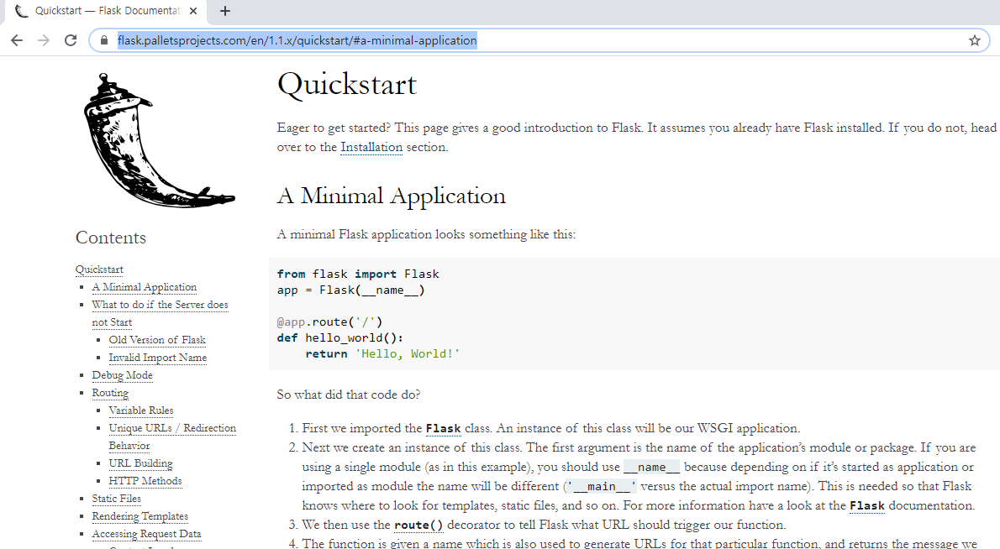 Quickstart — Flask Documentat
flask.palletsprojects.com/en/1.1.x/quickstart/#a-minimal-application
Quickstart
Eager to get started? This page gives a good introduction to Flask. It assumes you already have Flask installed. If you do not, head
over to the Installation section.
A Minimal Application
A minimal Flask application looks something like this:
from flask import Flask
app = Flask(__name__)
@app.route('/')
def hello_world():
    return 'Hello, World!'
So what did that code do?
1. First we imported the Flask class. An instance of this class will be our WSGI application.
2. Next we create an instance of this class. The first argument is the name of the application’s module or package. If you are
using a single module (as in this example), you should use __name__ because depending on if it’s started as application or
imported as module the name will be different ('__main__' versus the actual import name). This is needed so that Flask
knows where to look for templates, static files, and so on. For more information have a look at the Flask documentation.
3. We then use the route() decorator to tell Flask what URL should trigger our function.
4. The function is given a name which is also used to generate URLs for that particular function, and returns the message we
Contents
Quickstart
A Minimal Application
What to do if the Server does
not Start
Old Version of Flask
Invalid Import Name
Debug Mode
Routing
Variable Rules
Unique URLs / Redirection
Behavior
URL Building
HTTP Methods
Static Files
Rendering Templates
Accessing Request Data